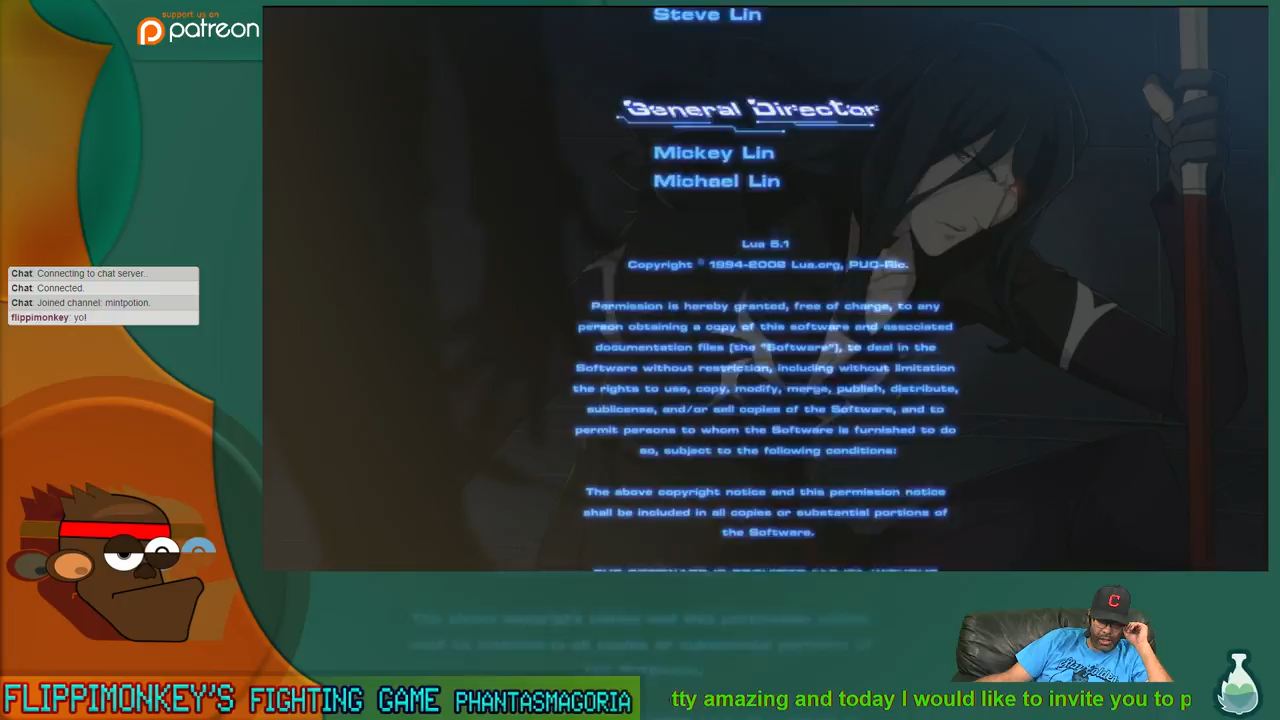 support us on
patreon
Steve Lin
General Director
Mickey Lin
Michael Lin
Lua 5.1
Copyright © 1994-2002 Lua.org, PUC-Rio.
Permission is hereby granted, free of charge, to any
person obtaining a copy of this software and associated
documentation files (the "Software"), to deal in the
Software without restriction, including without limitation
the rights to use, copy, modify, merge, publish, distribute,
sublicense, and/or sell copies of the Software, and to
permit persons to whom the Software is furnished to do
so, subject to the following conditions:
The above copyright notice and this permission notice
shall be included in all copies or substantial portions of
the Software.
Chat: Connecting to chat server..
Chat: Connected.
Chat: Joined channel: mintpotion.
flippimonkey: yo!
C
FLIPPIMONKEY'S FIGHTING GAME PHANTASMAGORIA
tty amazing and today I would like to invite you to p